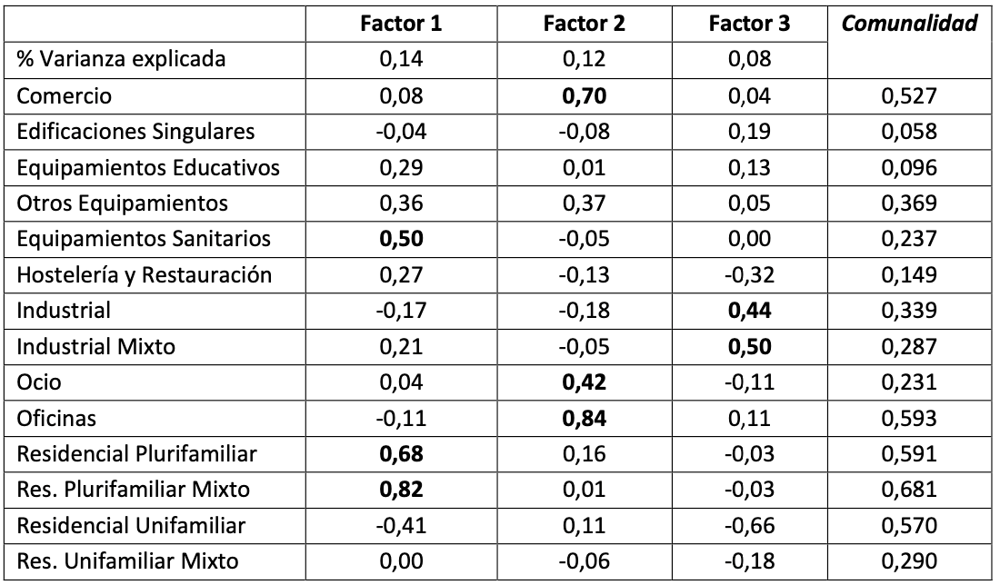 Factor 1 Factor 2 Factor 3 Comunalidad
% Varianza explicada 0,14 0,12 0,08
Comercio 0,08 0,70 0,04 0,527
Edificaciones Singulares -0,04 -0,08 0,19 0,058
Equipamientos Educativos 0,29 0,01 0,13 0,096
Otros Equipamientos 0,36 0,37 0,05 0,369
Equipamientos Sanitarios 0,50 -0,05 0,00 0,237
Hostelería y Restauración 0,27 -0,13 -0,32 0,149
Industrial -0,17 -0,18 0,44 0,339
Industrial Mixto 0,21 -0,05 0,50 0,287
Ocio 0,04 0,42 -0,11 0,231
Oficinas -0,11 0,84 0,11 0,593
Residencial Plurifamiliar 0,68 0,16 -0,03 0,591
Res. Plurifamiliar Mixto 0,82 0,01 -0,03 0,681
Residencial Unifamiliar -0,41 0,11 -0,66 0,570
Res. Unifamiliar Mixto 0,00 -0,06 -0,18 0,290